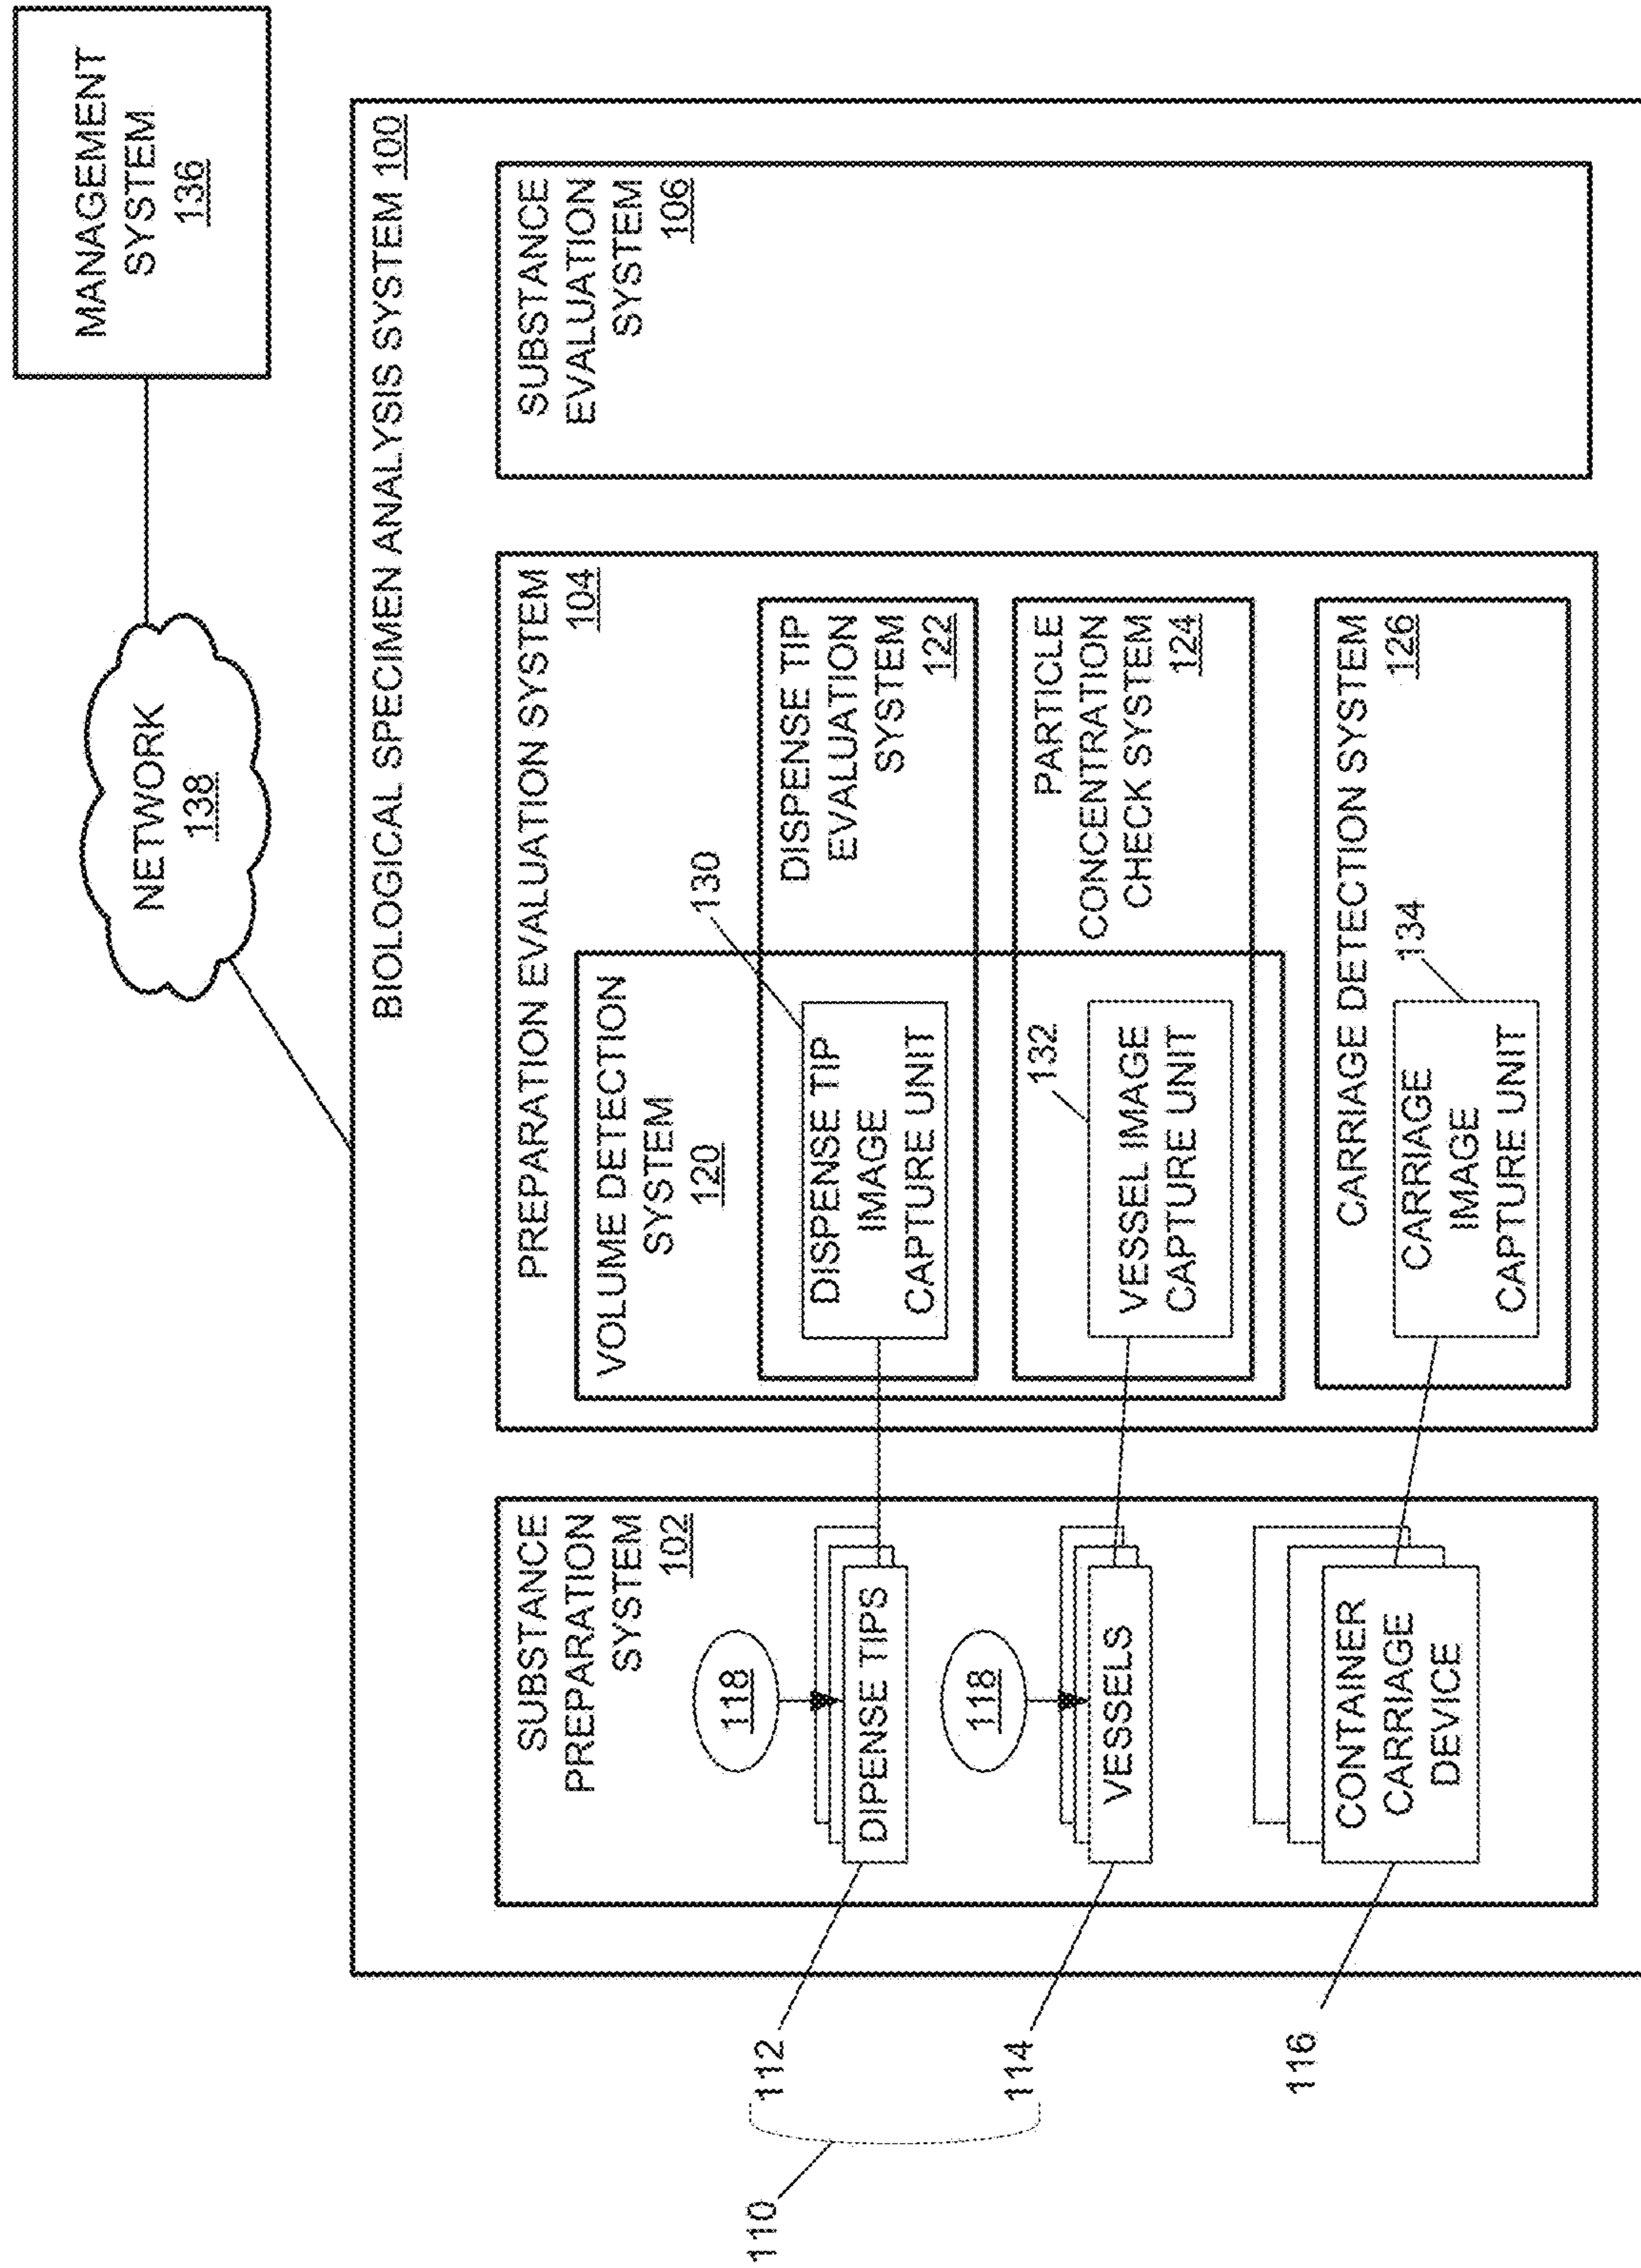 MANAGEMENT
SYSTEM
136
NETWORK
138
BIOLOGICAL SPECIMEN ANALYSIS SYSTEM 100
SUBSTANCE
PREPARATION
SYSTEM
102
118
DIPENSE TIPS
118
VESSELS
CONTAINER
CARRIAGE
DEVICE
PREPARATION EVALUATION SYSTEM
104
VOLUME DETECTION
SYSTEM
120
130
DISPENSE TIP
EVALUATION
SYSTEM
122
DISPENSE TIP
IMAGE
CAPTURE UNIT
132
PARTICLE
CONCENTRATION
CHECK SYSTEM
124
VESSEL IMAGE
CAPTURE UNIT
CARRIAGE DETECTION SYSTEM
126
134
CARRIAGE
IMAGE
CAPTURE UNIT
SUBSTANCE
EVALUATION
SYSTEM
106
110
112
114
116